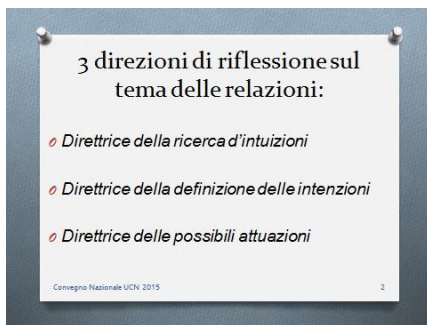 3 direzioni di riflessione sul
tema delle relazioni:
o Direttrice della ricerca d'intuizioni
o Direttrice della definizione delle intenzioni
o Direttrice delle possibili attuazioni
Convegno Nazionale UCN 2015 2